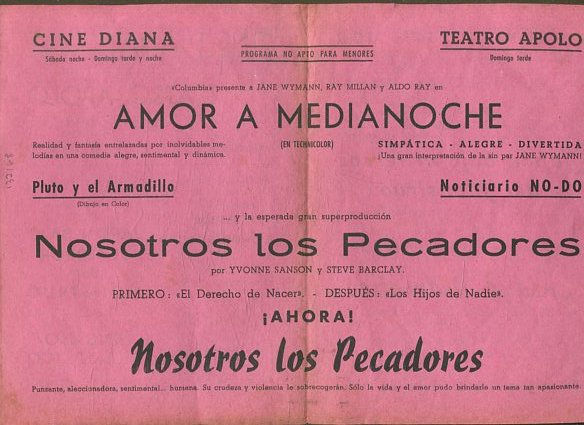 CINE DIANA
Sábado noche - Domingo tarde y noche
PROGRAMA NO APTO PARA MENORES
TEATRO APOLO
Domingo tarde
«Columbia» presenta a JANE WYMANN, RAY MILLAN y ALDO RAY en
AMOR A MEDIANOCHE
Realidad y fantasía entrelazadas por inolvidables me-
lodías en una comedia alegre, sentimental y dinámica.
(EN TECHNICOLOR)
SIMPÁTICA - ALEGRE - DIVERTIDA
¡Una gran interpretación de la sin par JANE WYMANN!
Pluto y el Armadillo
(Dibujo en Color)
Noticiario NO-DO
... y la esperada gran superproducción
Nosotros los Pecadores
por YVONNE SANSON y STEVE BARCLAY.
PRIMERO: «El Derecho de Nacer». - DESPUÉS: «Los Hijos de Nadie».
¡AHORA!
Nosotros los Pecadores
Punzante, aleccionadora, sentimental... humana. Su crudeza y violencia le sobrecogerán. Sólo la vida y el amor pudo brindarle un tema tan apasionante.